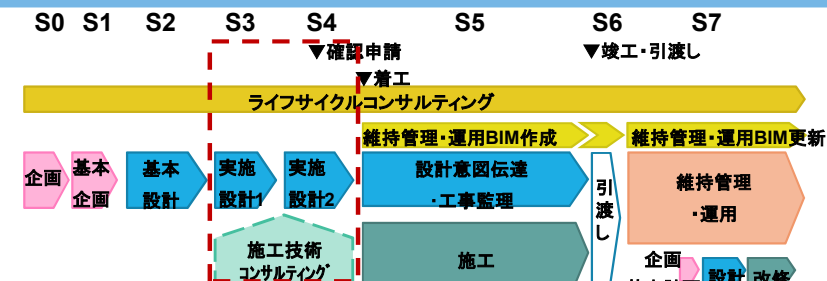 S0 S1 S2 S3 S4 S5 S6 S7
▼確認申請 ▼竣工・引渡し
▼着工
ライフサイクルコンサルティング
維持管理・運用BIM作成 維持管理・運用BIM更新
企画
基本
企画
基本
設計
実施
設計1
実施
設計2
設計意図伝達
・工事監理
引
渡
し
維持管理
・運用
施工技術
コンサルティング
施工
企画
設計 改修